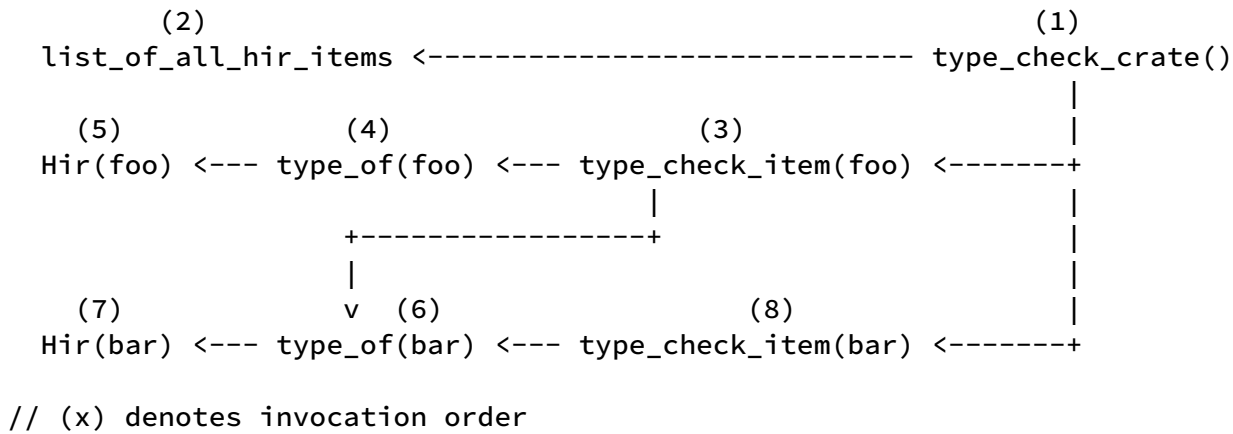 (2) (1)
list_of_all_hir_items <----------------------------- type_check_crate()
|
(5) (4) (3) |
Hir(foo) <--- type_of(foo) <--- type_check_item(foo) <-------+
| |
+-----------------+ |
| |
(7) v (6) (8) |
Hir(bar) <--- type_of(bar) <--- type_check_item(bar) <-------+
// (x) denotes invocation order